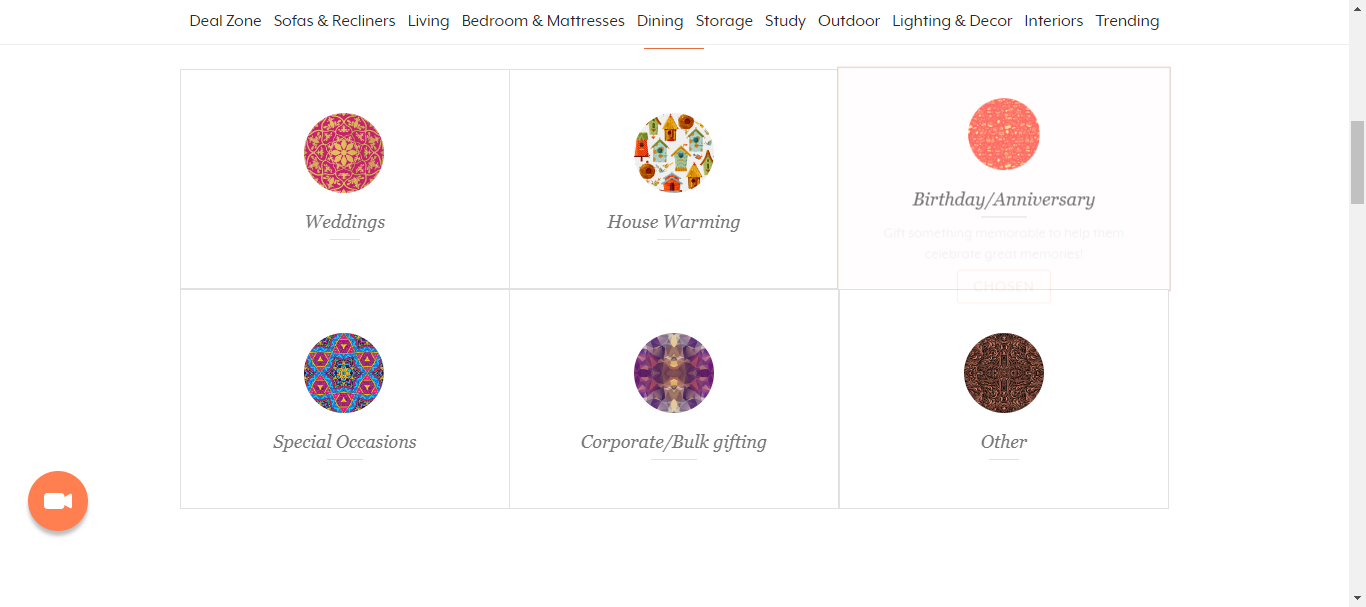 Deal Zone Sofas & Recliners Living Bedroom & Mattresses Dining Storage Study Outdoor Lighting & Decor Interiors Trending
Weddings
House Warming
Birthday/Anniversary
Gift something memorable to help them
celebrate great memories!
CHOSEN
Special Occasions
Corporate/Bulk gifting
Other